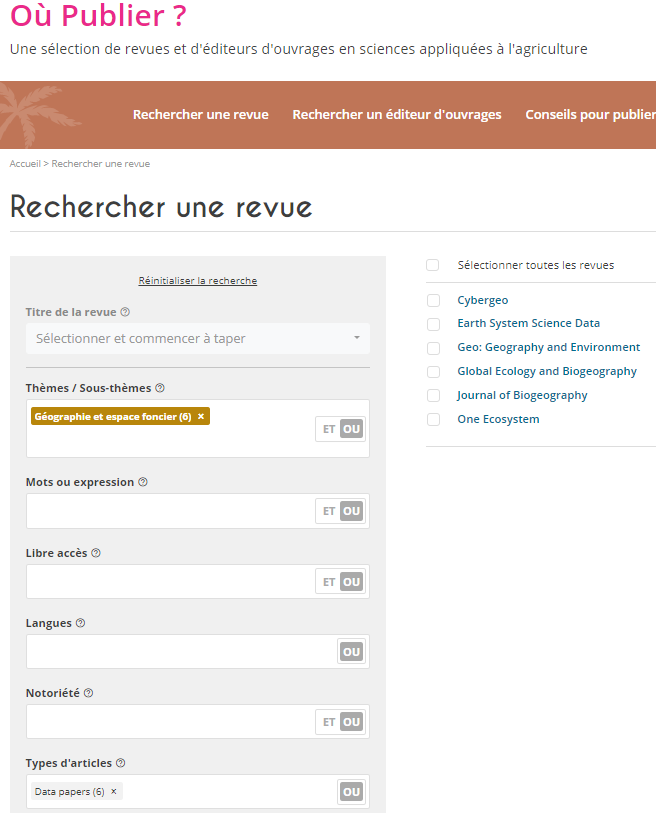 Où Publier ?
Une sélection de revues et d'éditeurs d'ouvrages en sciences appliquées à l'agriculture
Rechercher une revue Rechercher un éditeur d'ouvrages Conseils pour publier
Accueil > Rechercher une revue
Rechercher une revue
Réinitialiser la recherche
Titre de la revue
Sélectionner et commencer à taper
Thèmes / Sous-thèmes
Géographie et espace foncier (6) ×
ET OU
Mots ou expression
ET OU
Libre accès
ET OU
Langues
OU
Notoriété
ET OU
Types d'articles
Data papers (6) ×
OU
Sélectionner toutes les revues
Cybergeo
Earth System Science Data
Geo: Geography and Environment
Global Ecology and Biogeography
Journal of Biogeography
One Ecosystem